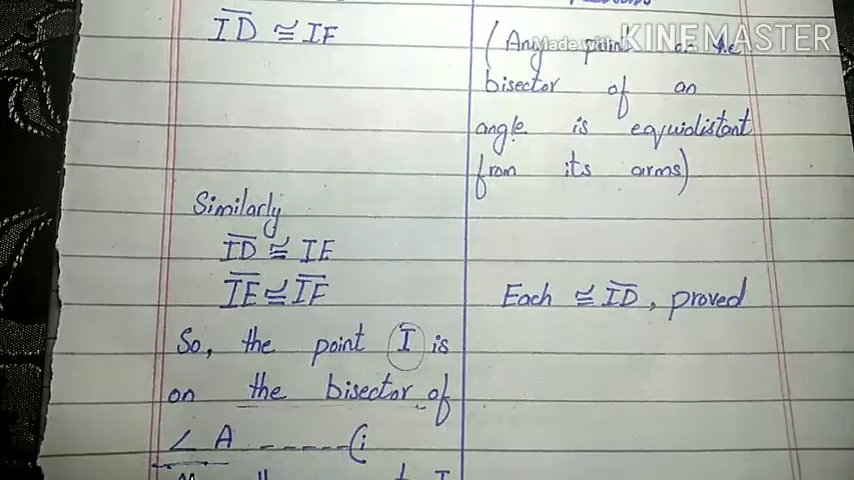 ID ≅ IF
(Any point on the
bisector of an
angle is equidistant
from its arms)
Similarly
ID ≅ IE
IE ≅ IF
Each ≅ ID, proved
So, the point I is
on the bisector of
∠ A ------(i
Made with KINEMASTER